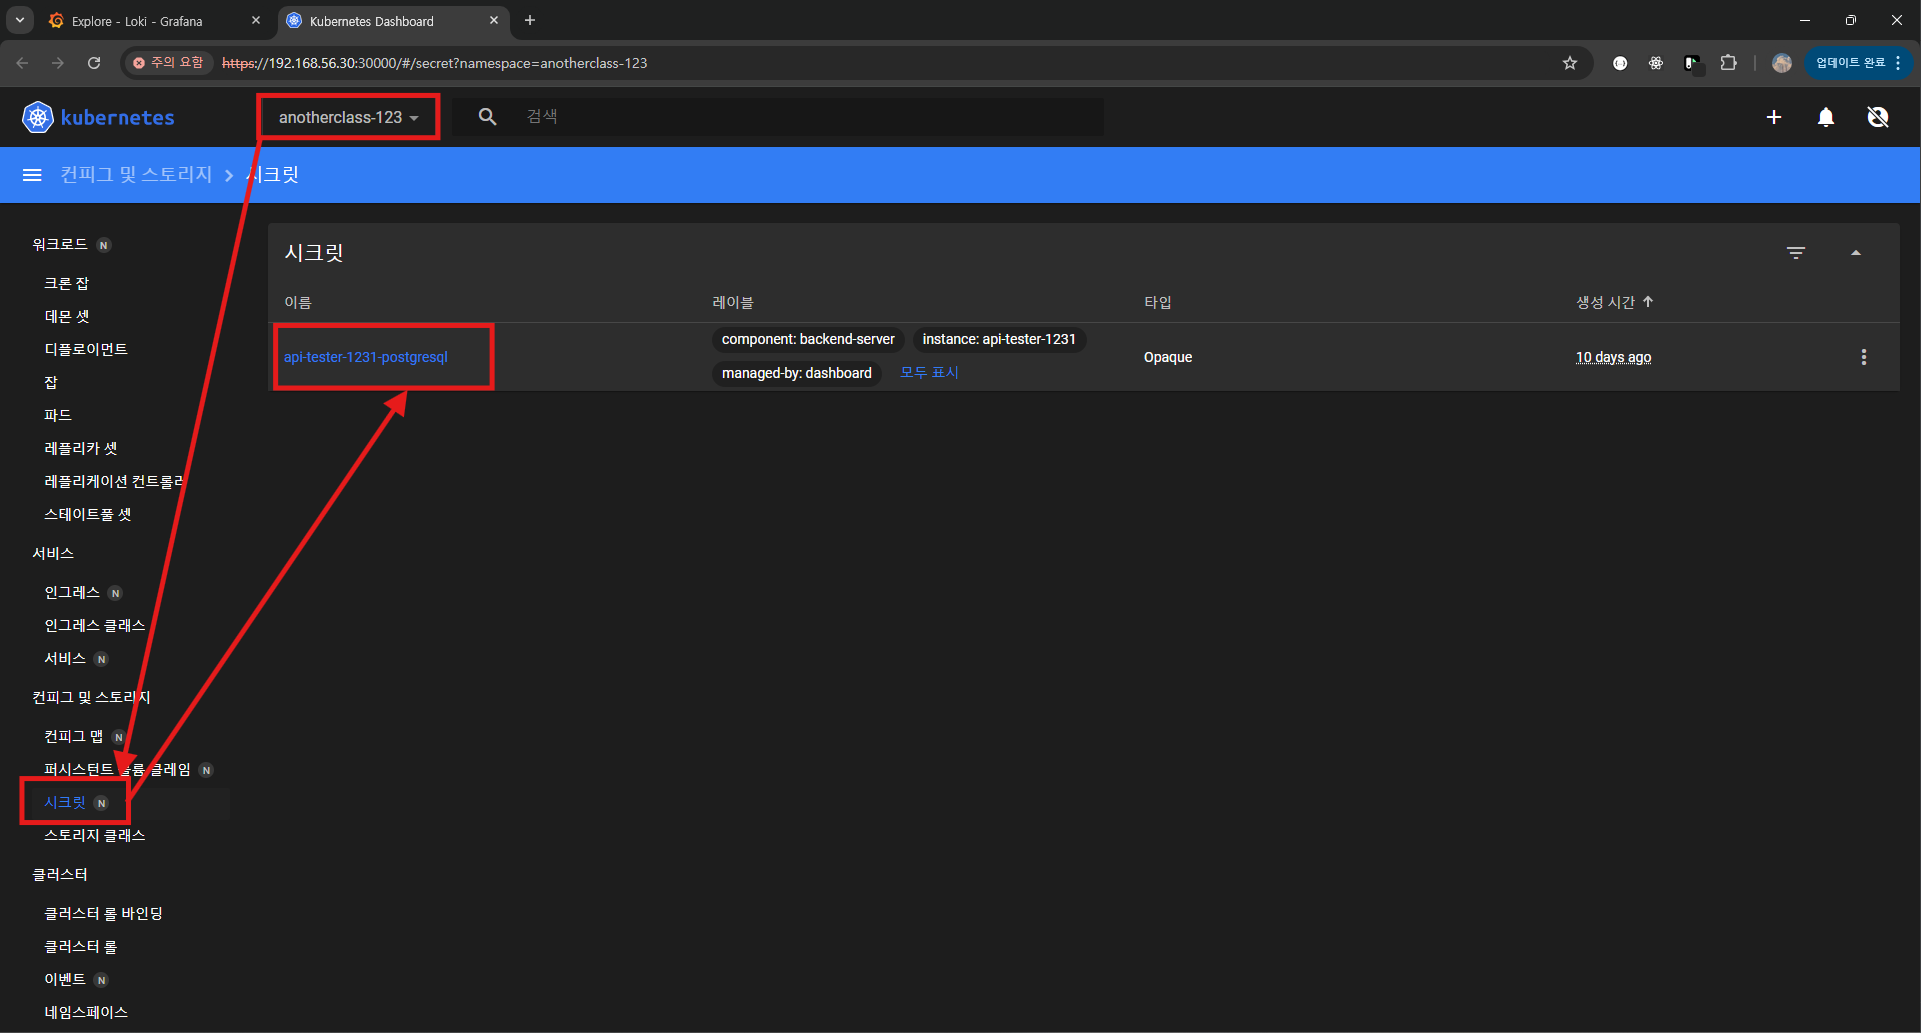 Explore - Loki - Grafana
Kubernetes Dashboard
주의 요함
https://192.168.56.30:30000/#/secret?namespace=anotherclass-123
업데이트 완료
kubernetes
anotherclass-123
검색
컨피그 및 스토리지
시크릿
워크로드 N
크론 잡
데몬 셋
디플로이먼트
잡
파드
레플리카 셋
레플리케이션 컨트롤러
스테이트풀 셋
서비스
인그레스 N
인그레스 클래스
서비스 N
컨피그 및 스토리지
컨피그 맵 N
퍼시스턴트 볼륨 클레임 N
시크릿 N
스토리지 클래스
클러스터
클러스터 롤 바인딩
클러스터 롤
이벤트 N
네임스페이스
시크릿
이름 레이블 타입 생성 시간
api-tester-1231-postgresql
component: backend-server instance: api-tester-1231
managed-by: dashboard 모두 표시
Opaque
10 days ago